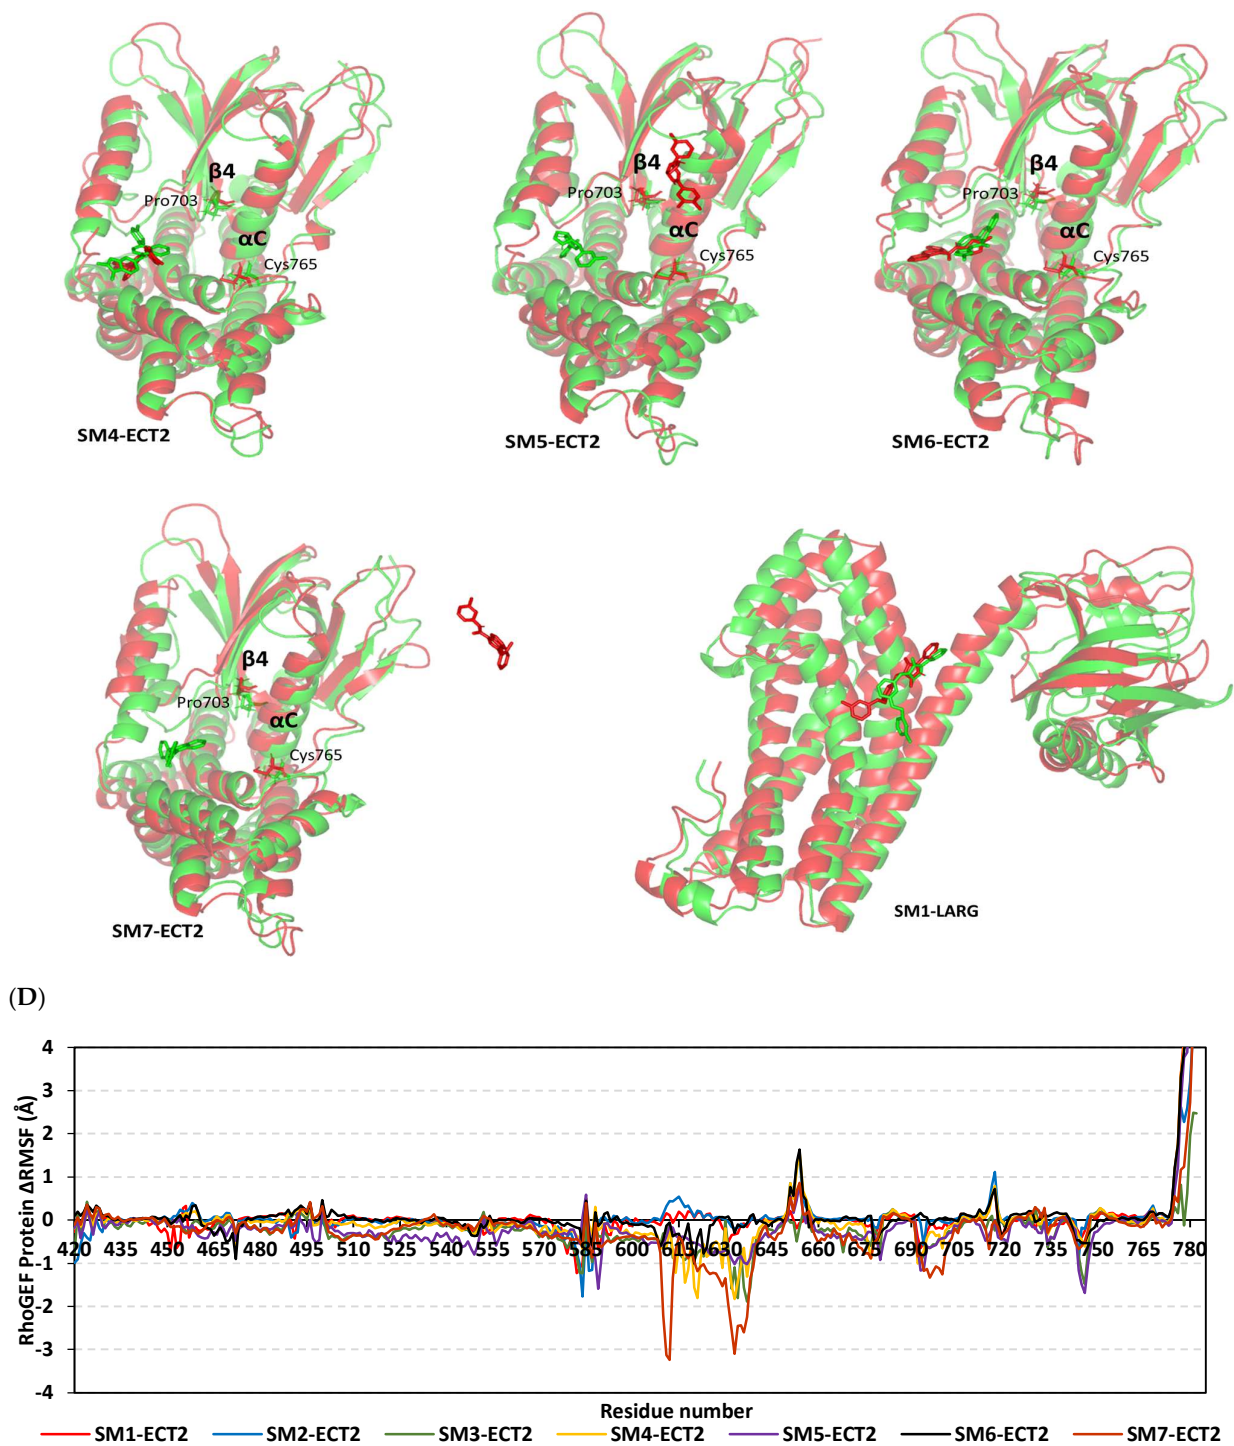 β4 β4 β4
Pro703 Pro703 Pro703
αC αC αC
Cys765 Cys765 Cys765
SM4-ECT2 SM5-ECT2 SM6-ECT2
β4
Pro703
αC
Cys765
SM7-ECT2 SM1-LARG
(D)
RhoGEF Protein ΔRMSF (Å)
4
3
2
1
0
-1
-2
-3
-4
420 435 450 465 480 495 510 525 540 555 570 585 600 615 630 645 660 675 690 705 720 735 750 765 780
Residue number
SM1-ECT2 SM2-ECT2 SM3-ECT2 SM4-ECT2 SM5-ECT2 SM6-ECT2 SM7-ECT2